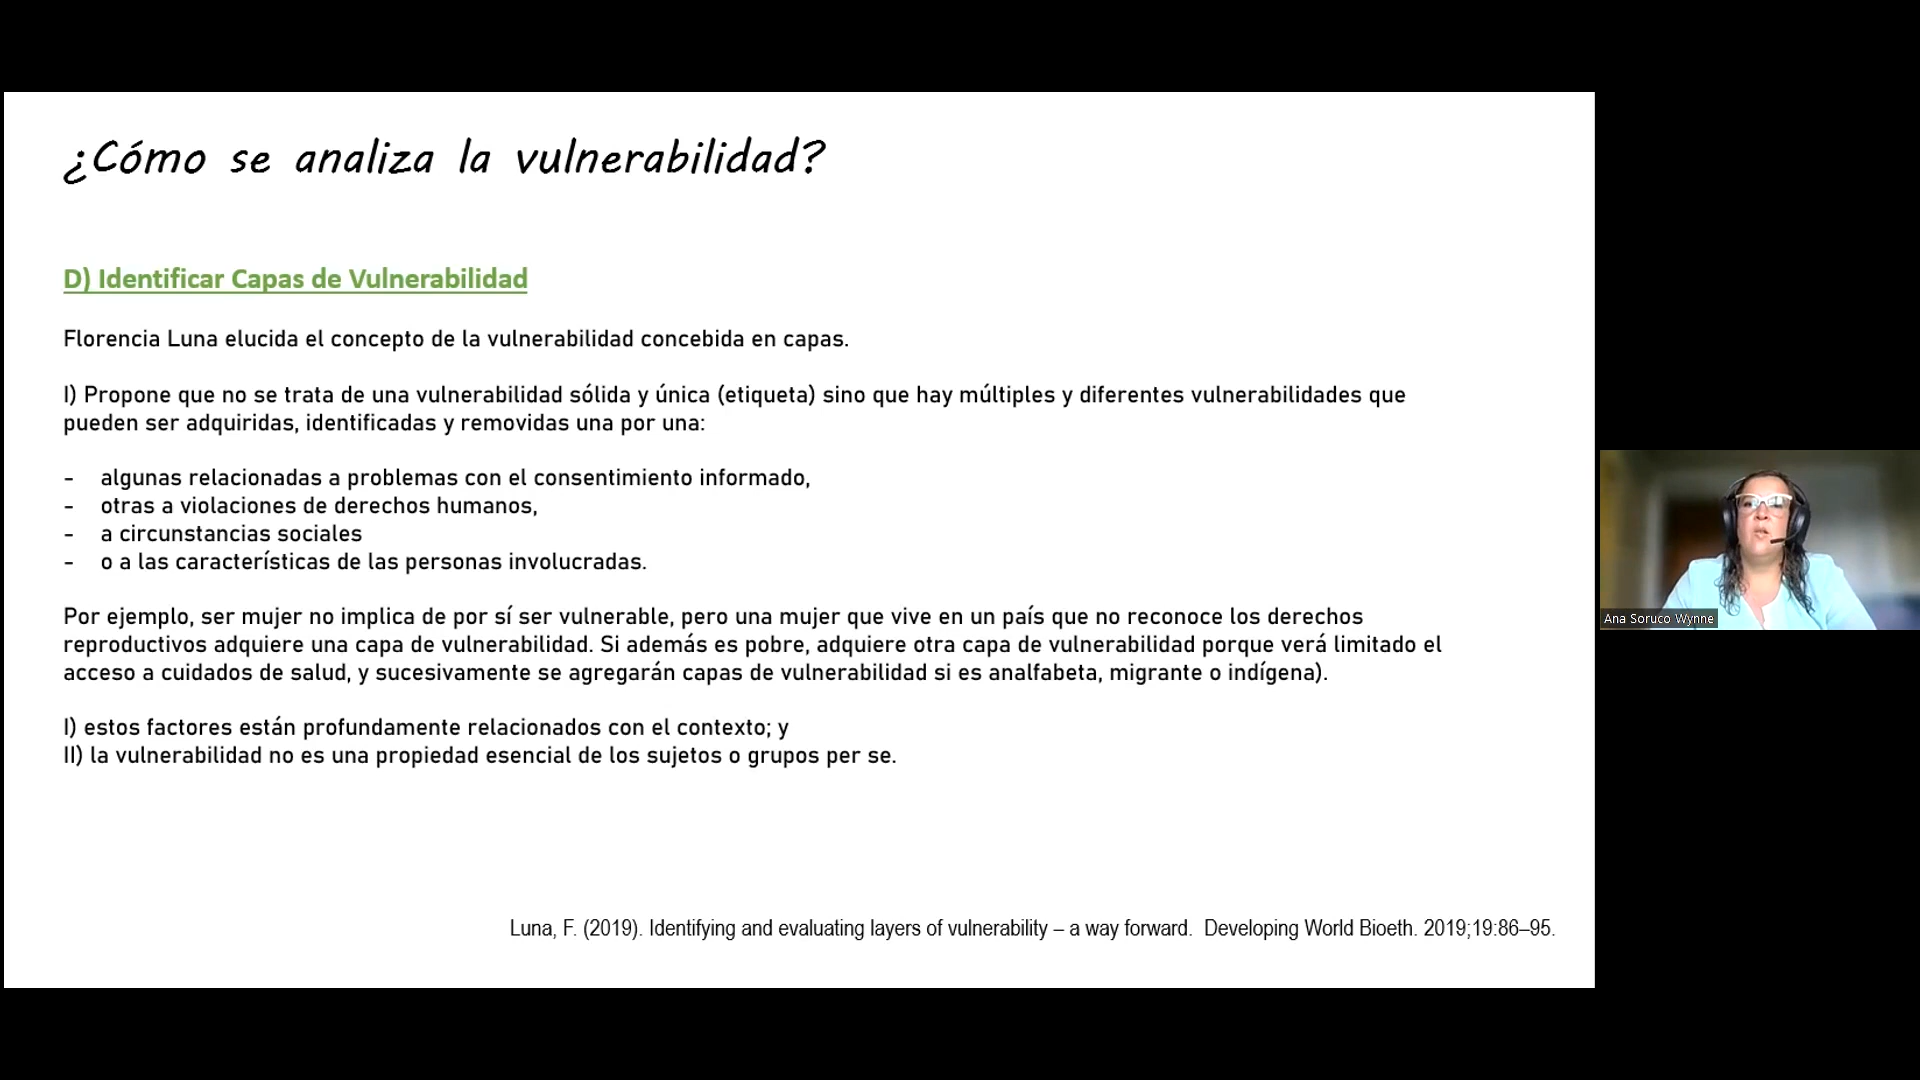 ¿Cómo se analiza la vulnerabilidad?
D) Identificar Capas de Vulnerabilidad
Florencia Luna elucida el concepto de la vulnerabilidad concebida en capas.
I) Propone que no se trata de una vulnerabilidad sólida y única (etiqueta) sino que hay múltiples y diferentes vulnerabilidades que
pueden ser adquiridas, identificadas y removidas una por una:
- algunas relacionadas a problemas con el consentimiento informado,
- otras a violaciones de derechos humanos,
- a circunstancias sociales
- o a las características de las personas involucradas.
Por ejemplo, ser mujer no implica de por sí ser vulnerable, pero una mujer que vive en un país que no reconoce los derechos
reproductivos adquiere una capa de vulnerabilidad. Si además es pobre, adquiere otra capa de vulnerabilidad porque verá limitado el
acceso a cuidados de salud, y sucesivamente se agregarán capas de vulnerabilidad si es analfabeta, migrante o indígena).
I) estos factores están profundamente relacionados con el contexto; y
II) la vulnerabilidad no es una propiedad esencial de los sujetos o grupos per se.
Luna, F. (2019). Identifying and evaluating layers of vulnerability – a way forward. Developing World Bioeth. 2019;19:86–95.
Ana Soruco Wynne